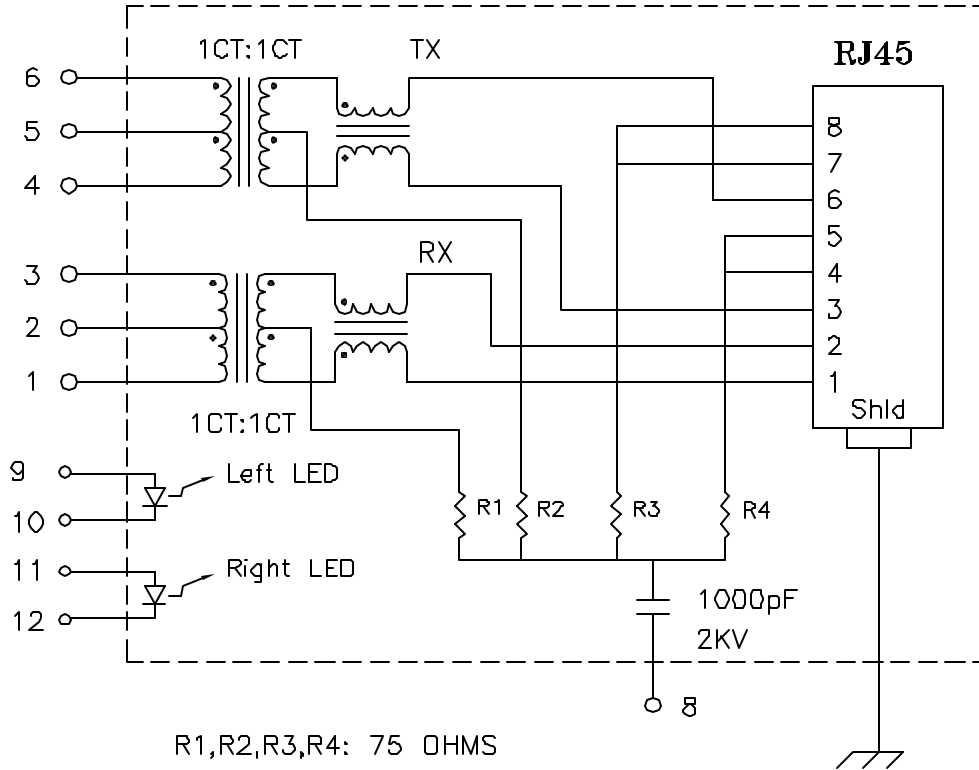 1CT:1CT
TX
RJ45
6
5
4
8
7
6
5
4
3
2
1
Shld
RX
3
2
1
1CT:1CT
9
Left LED
10
R1
R2
R3
R4
11
Right LED
12
1000pF
2KV
8
R1,R2,R3,R4: 75 OHMS